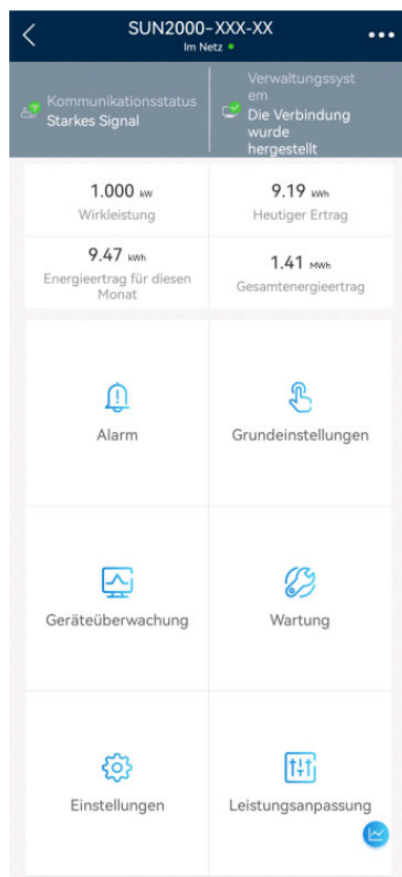 SUN2000-XXX-XX
Im Netz
Kommunikationsstatus
Starkes Signal
Verwaltungssyst
em
Die Verbindung
wurde
hergestellt
1.000 kW
Wirkleistung
9.19 kWh
Heutiger Ertrag
9.47 kWh
Energieertrag für diesen
Monat
1.41 MWh
Gesamtenergieertrag
Alarm
Grundeinstellungen
Geräteüberwachung
Wartung
Einstellungen
Leistungsanpassung